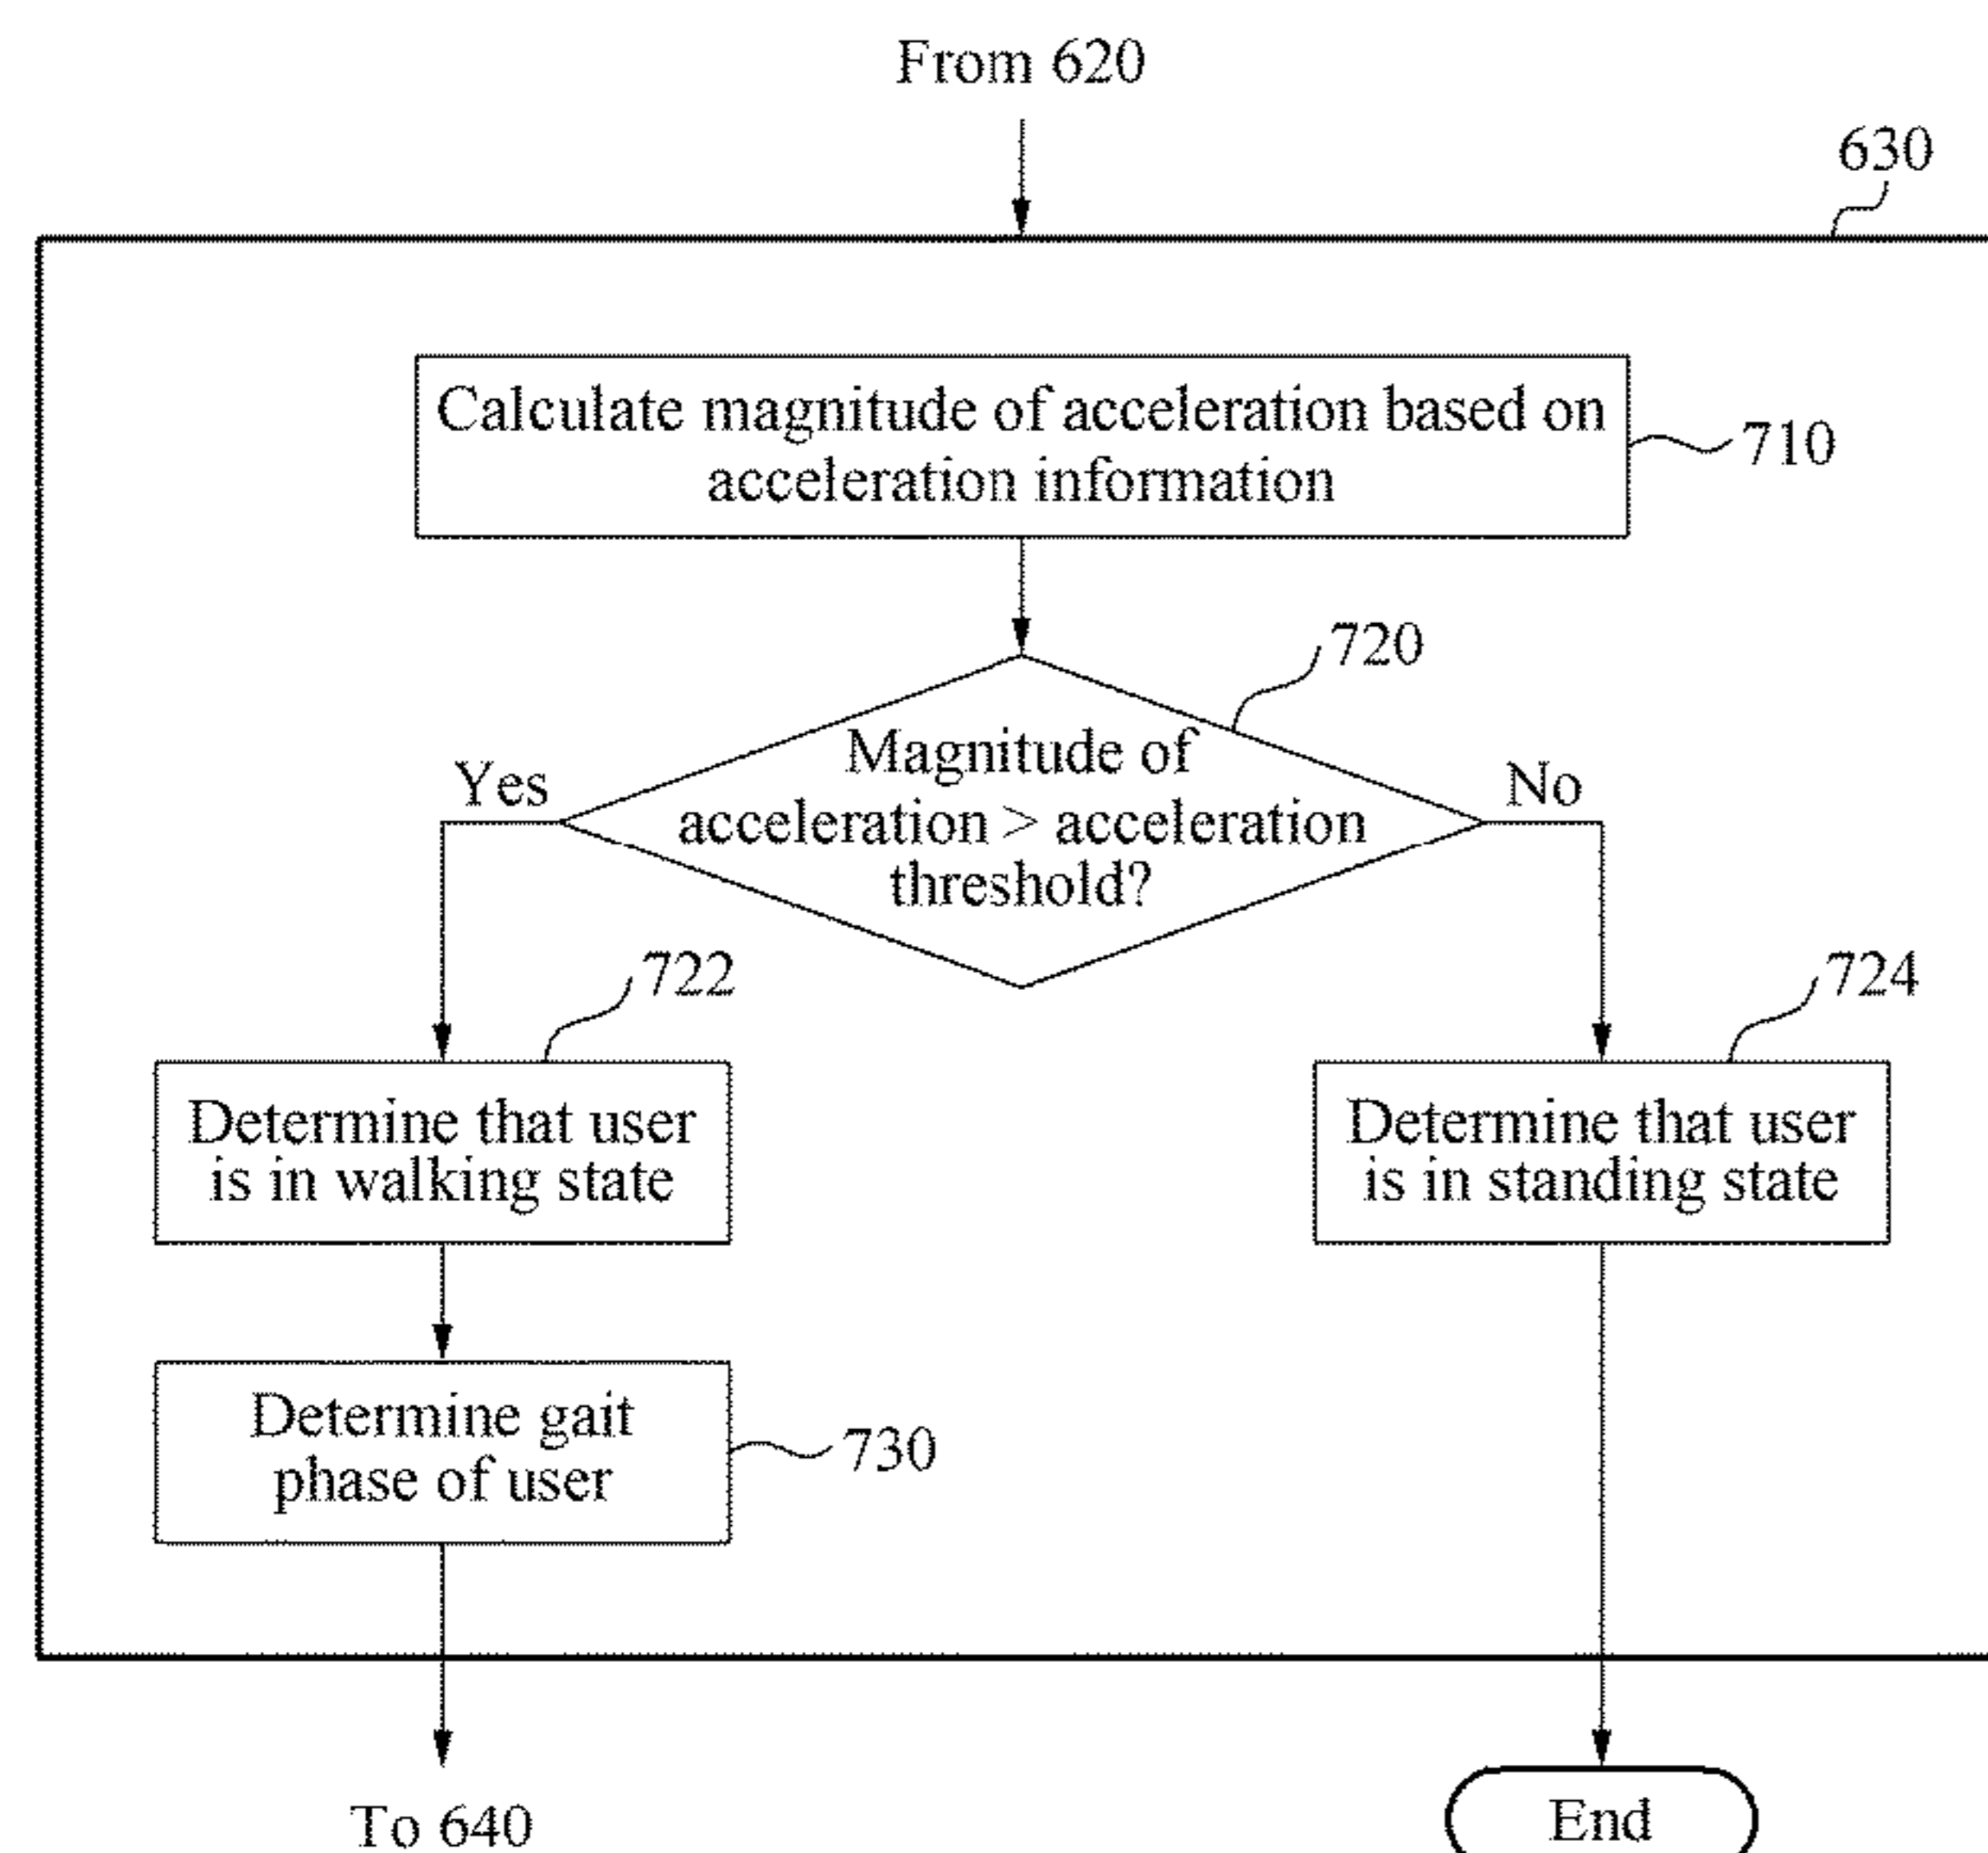 From 620
630
Calculate magnitude of acceleration based on
acceleration information
710
720
Magnitude of
acceleration > acceleration
threshold?
Yes
No
722
724
Determine that user
is in walking state
Determine that user
is in standing state
Determine gait
phase of user
730
To 640
End